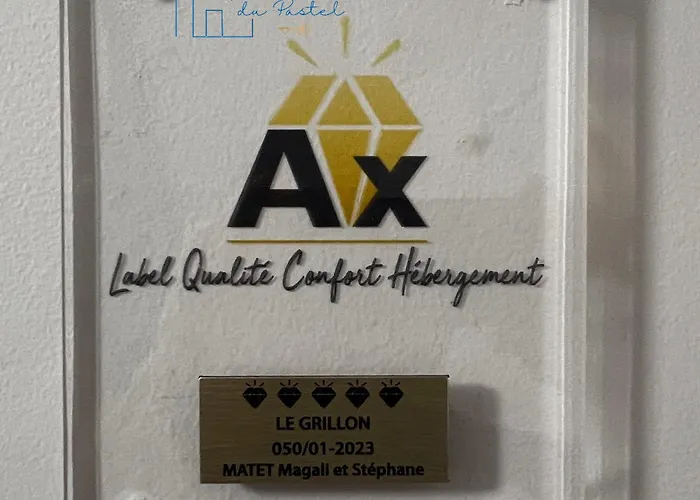 du Pastel
Ax
Label Qualité Confort Hébergement
LE GRILLON
050/01-2023
MATET Magali et Stéphane